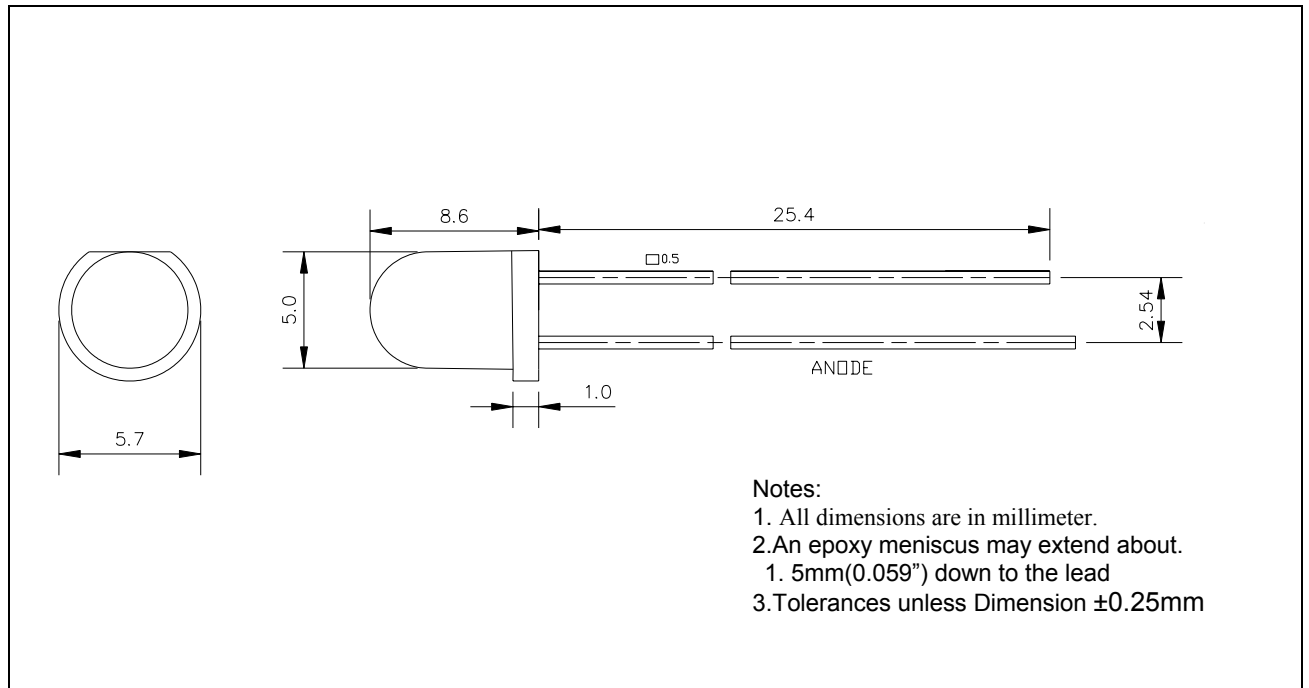 8.6
25.4
□0.5
5.0
2.54
ANODE
1.0
5.7
Notes:
1. All dimensions are in millimeter.
2.An epoxy meniscus may extend about.
1. 5mm(0.059”) down to the lead
3.Tolerances unless Dimension ±0.25mm